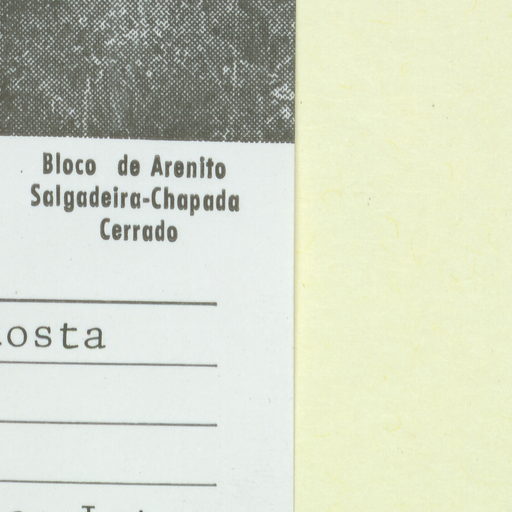 Bloco de Arenito
Salgadeira-Chapada
Cerrado
osta